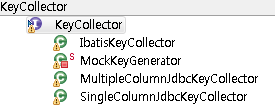 KeyCollector
KeyCollector
IbatisKeyCollector
MockKeyGenerator
MultipleColumnJdbcKeyCollector
SingleColumnJdbcKeyCollector